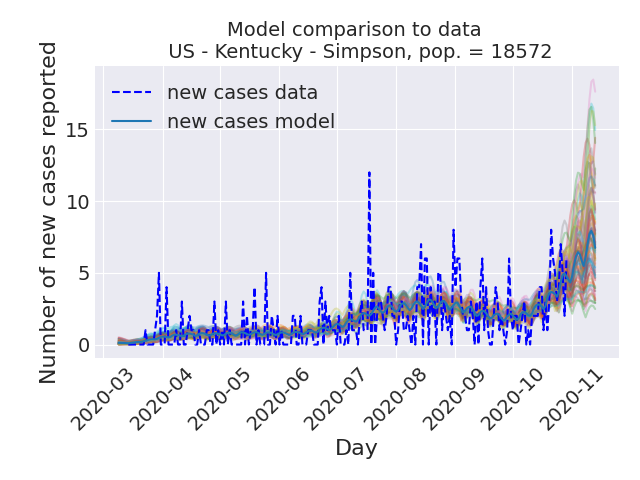 Model comparison to data
US - Kentucky - Simpson, pop. = 18572
new cases data
new cases model
Number of new cases reported
15
10
5
0
2020-03
2020-04
2020-05
2020-06
2020-07
2020-08
2020-09
2020-10
2020-11
Day